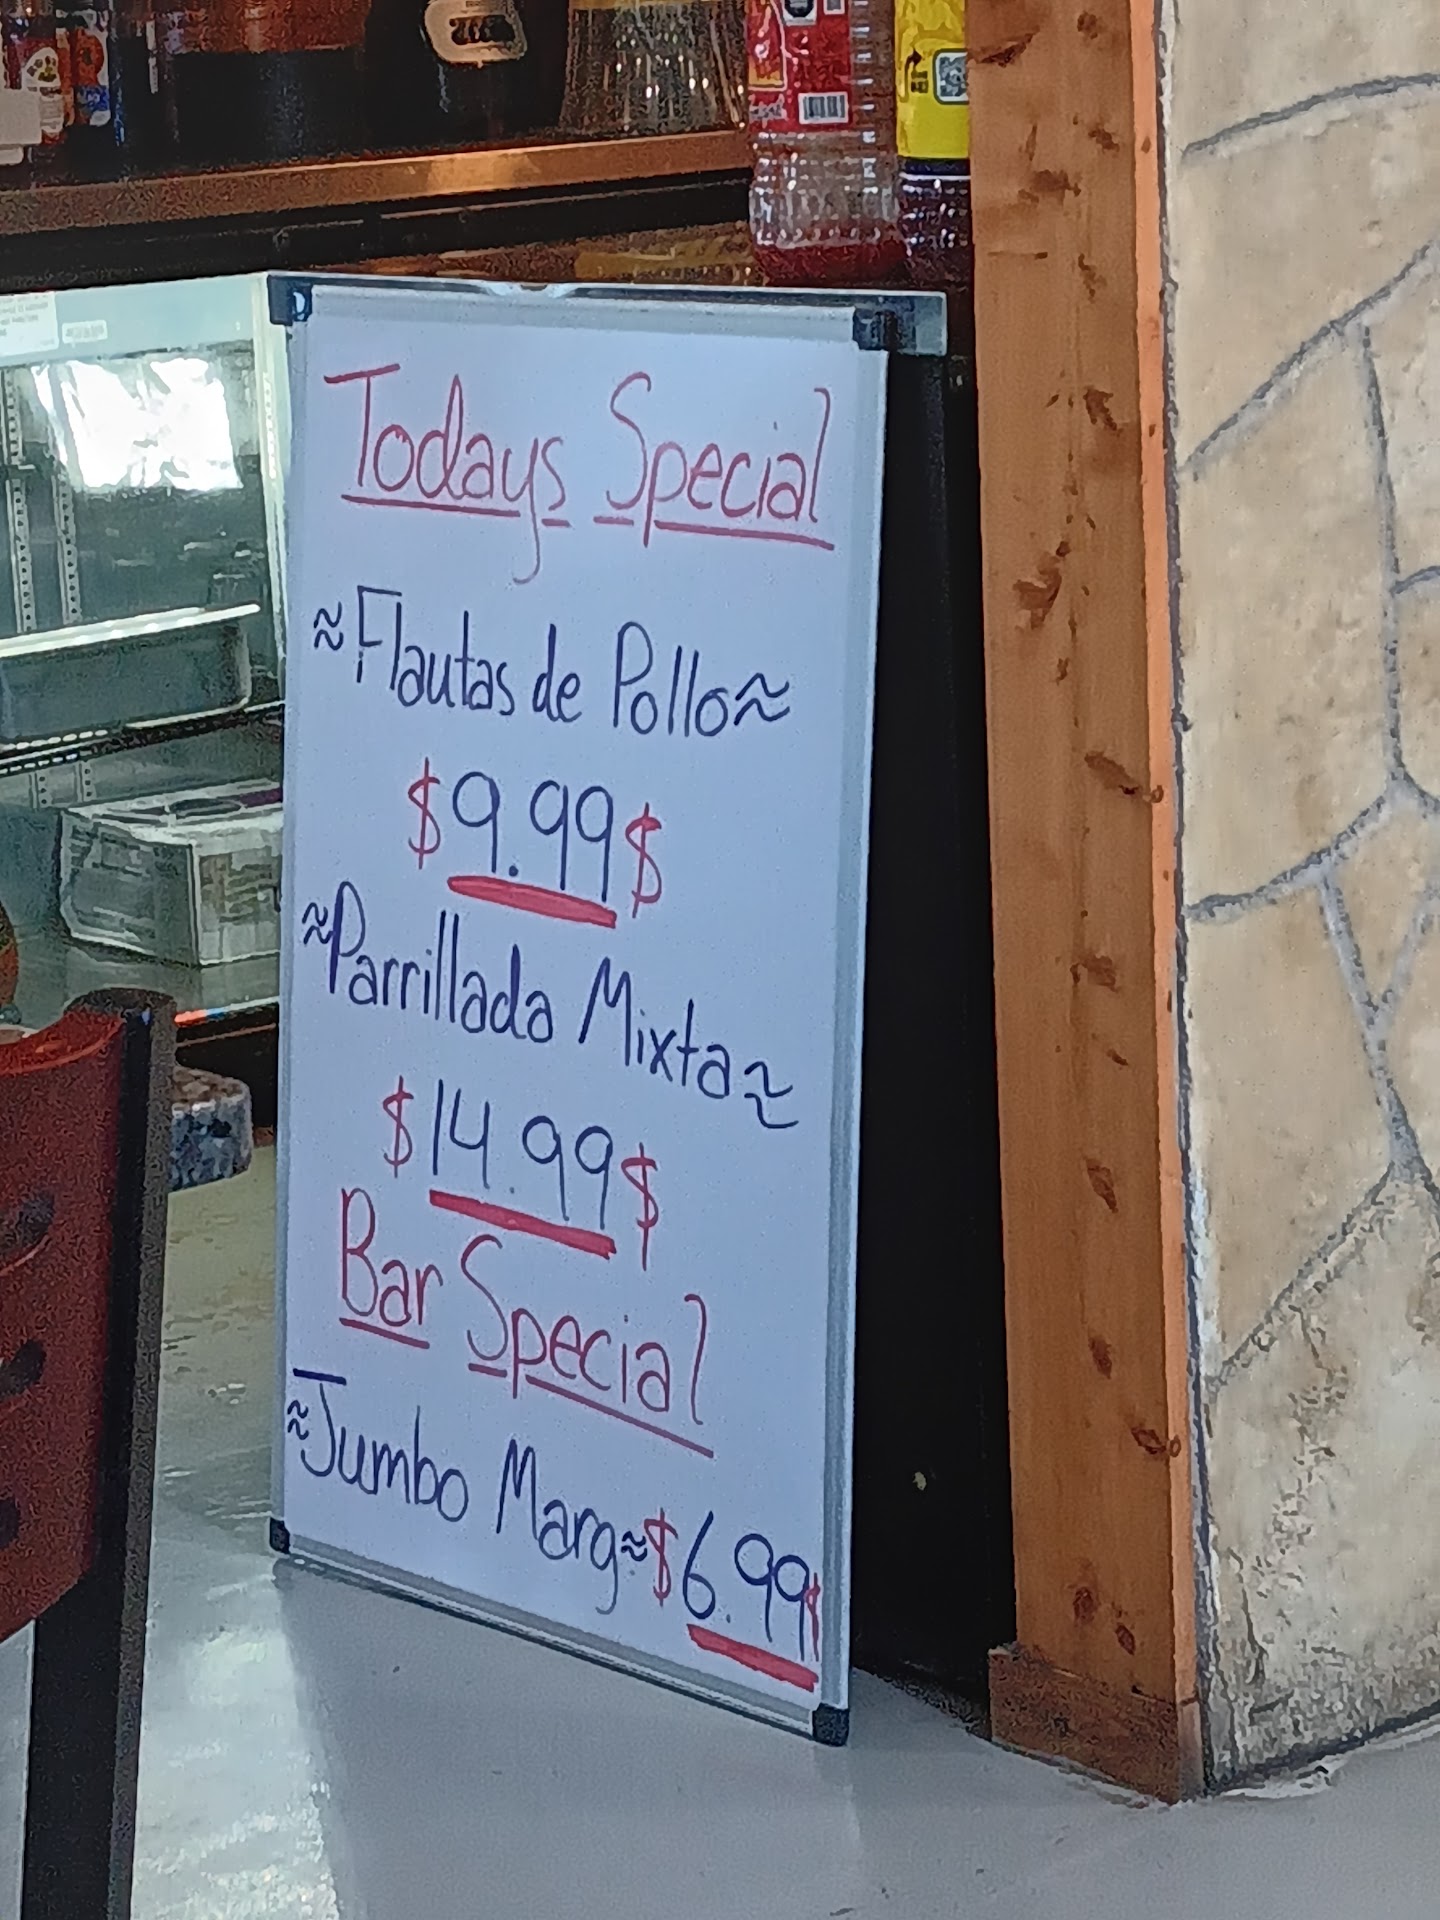 Todays Special
≈Flautas de Pollo≈
$9.99$
≈Parrillada Mixta≈
$14.99$
Bar Special
≈Jumbo Marg≈$6.99$